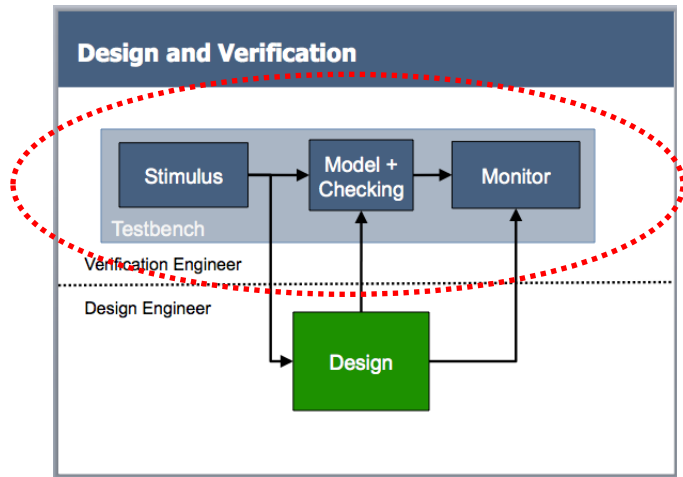 Design and Verification
Stimulus
Model +
Checking
Monitor
Testbench
Verification Engineer
Design Engineer
Design